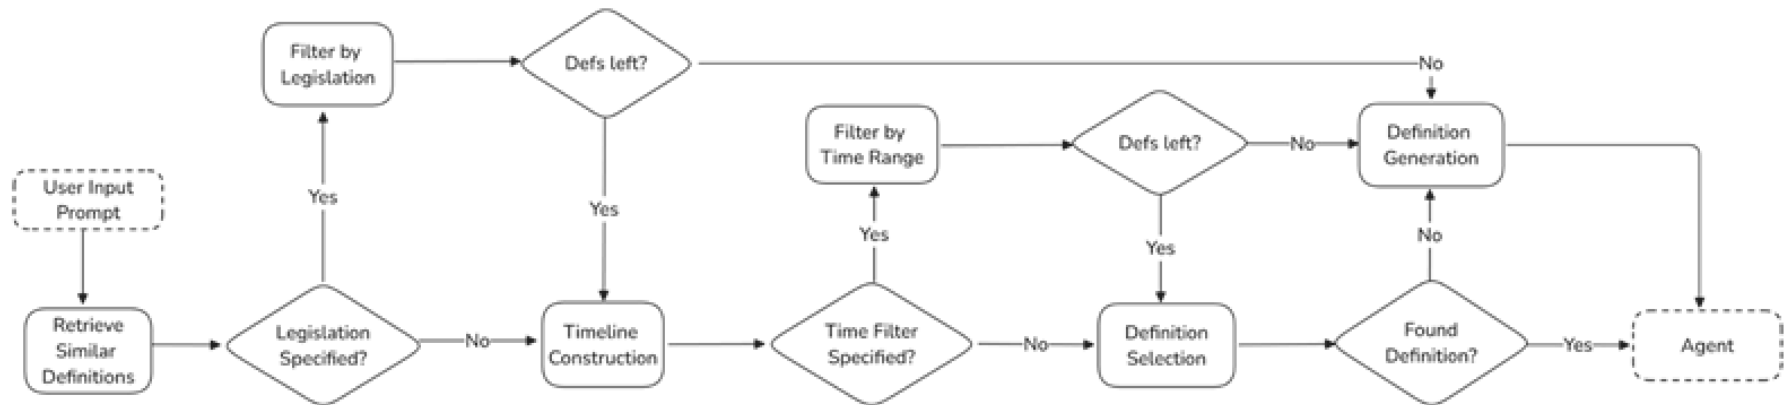 User Input
Prompt
Retrieve
Similar
Definitions
Legislation
Specified?
Yes
Filter by
Legislation
Defs left?
No
Yes
No
Timeline
Construction
Time Filter
Specified?
Yes
Filter by
Time Range
Defs left?
No
Yes
No
Definition
Selection
Found
Definition?
No
Definition
Generation
Yes
Agent